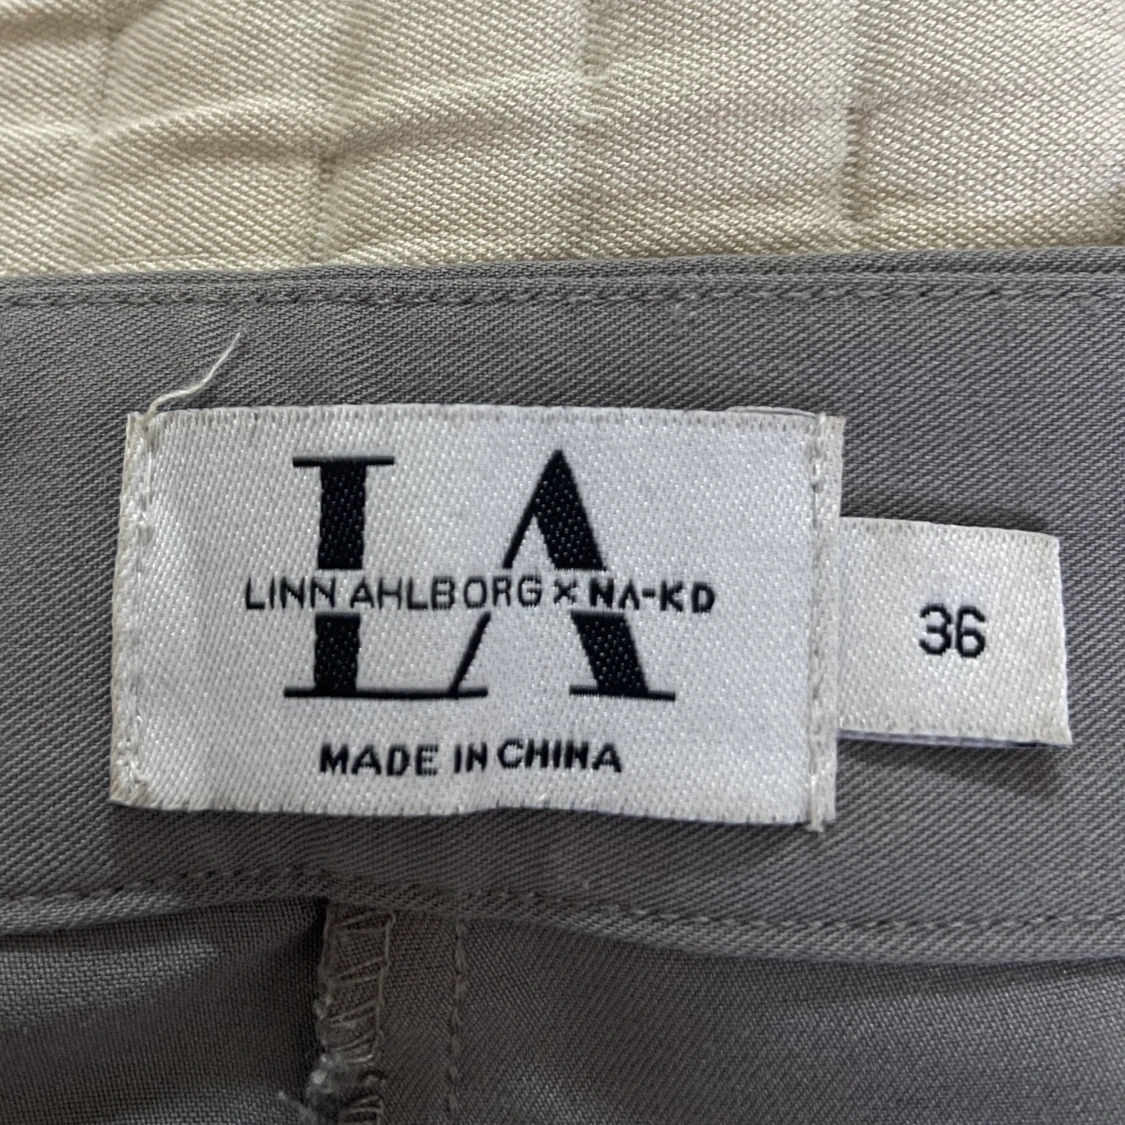 LA
LINN AHLBORG x NA-KD
MADE IN CHINA
36